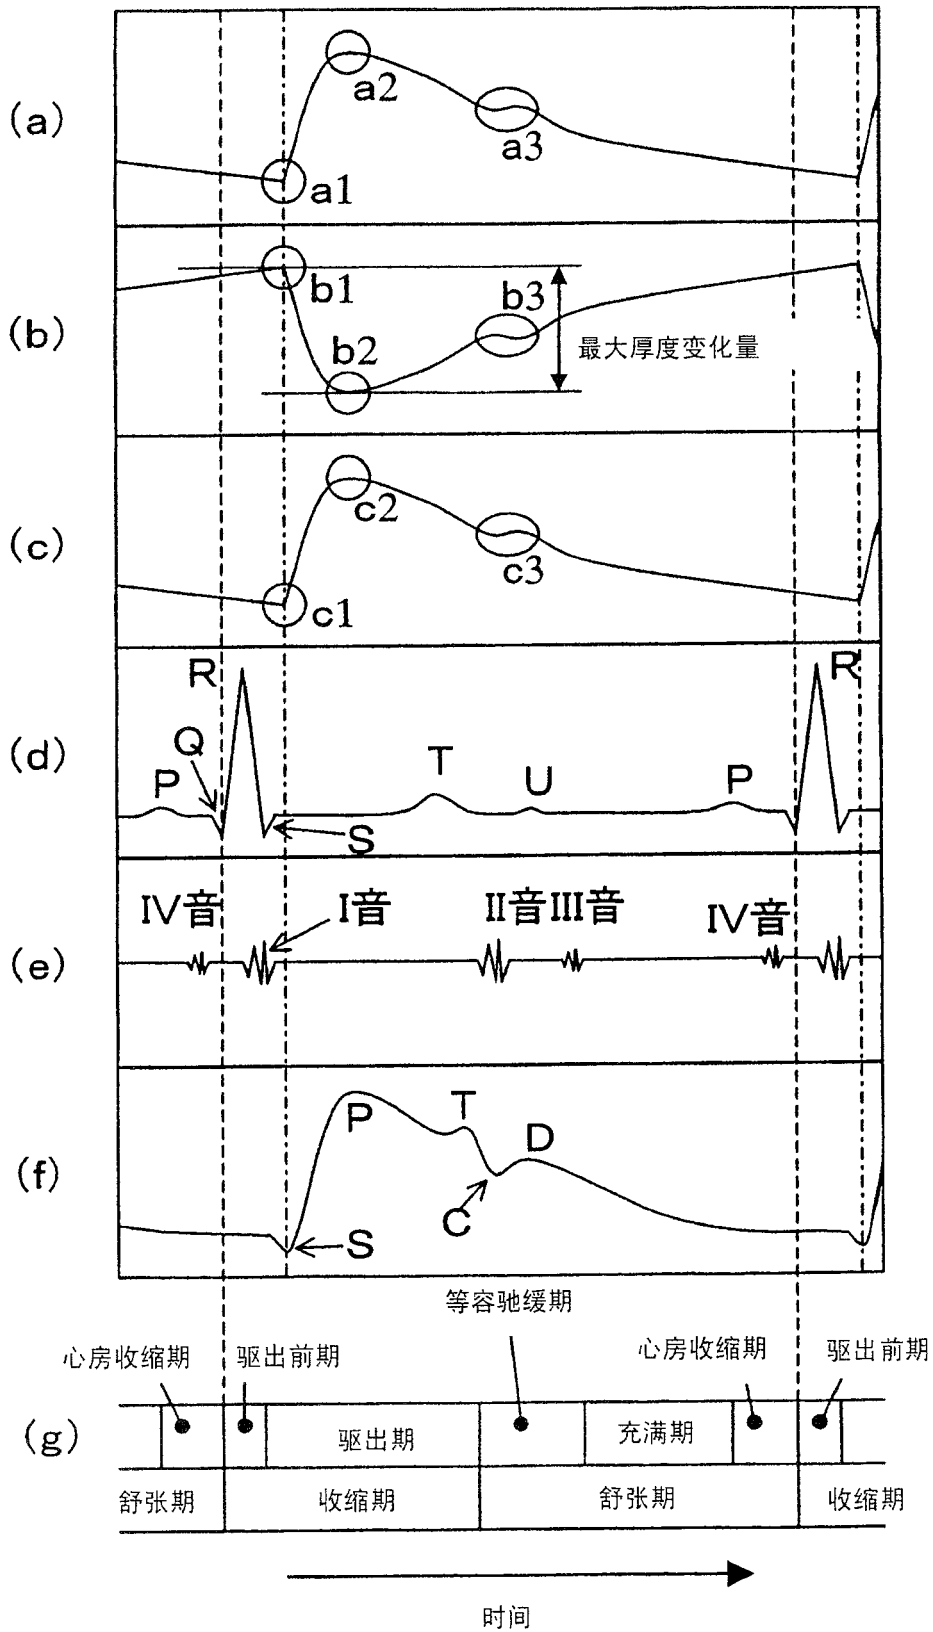 (a)
a2
a3
a1
(b)
b1
b3
b2
最大厚度变化量
(c)
c2
c3
c1
(d)
R
R
Q
P
T
U
P
S
(e)
IV音
I音
II音III音
IV音
(f)
P
T
D
C
S
等容驰缓期
心房收缩期
驱出前期
心房收缩期
驱出前期
(g)
驱出期
充满期
舒张期
收缩期
舒张期
收缩期
时间